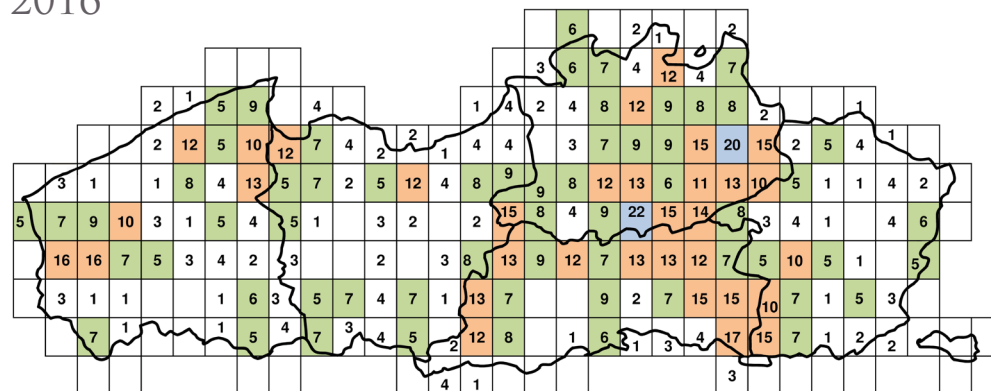 2016
6 2 1 2
3 6 7 4 12 4 7
2 1 5 9 4 1 4 2 4 8 12 9 8 8 2 1
2 12 5 10 12 7 4 2 2 1 4 4 3 7 9 9 15 20 15 2 5 4 1
3 1 1 8 4 13 5 7 2 5 12 4 8 9 9 8 12 13 6 11 13 10 5 1 1 4 2
5 7 9 10 3 1 5 4 5 1 3 2 2 15 8 4 9 22 15 14 8 3 4 1 4 6
16 16 7 5 3 4 2 3 2 3 8 13 9 12 7 13 13 12 7 5 10 5 1 5
3 1 1 1 6 3 5 7 4 7 1 13 7 9 2 7 15 15 10 7 1 5 3
7 1 1 5 4 7 3 4 5 2 12 8 1 6 1 3 4 17 15 7 1 2 2
4 1 3